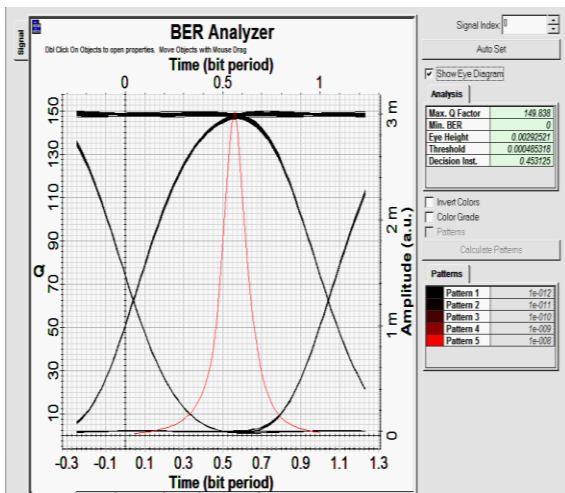 Signal
BER Analyzer
Dbl Click On Objects to open properties. Move Objects with Mouse Drag
Time (bit period)
0 0.5 1
Q
10 30 50 70 90 110 130 150
Amplitude (a.u.)
0 1 m 2 m 3 m
-0.3 -0.1 0.1 0.3 0.5 0.7 0.9 1.1 1.3
Time (bit period)
Signal Index: 0
Auto Set
Show Eye Diagram
Analysis
Max. Q Factor 149.838
Min. BER 0
Eye Height 0.00292521
Threshold 0.000485318
Decision Inst. 0.453125
Invert Colors
Color Grade
Patterns
Calculate Patterns
Patterns
Pattern 1 1e-012
Pattern 2 1e-011
Pattern 3 1e-010
Pattern 4 1e-009
Pattern 5 1e-008